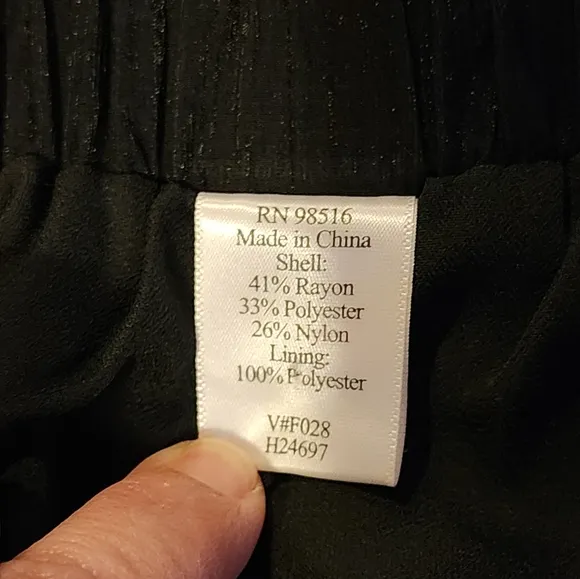 RN 98516
Made in China
Shell:
41% Rayon
33% Polyester
26% Nylon
Lining:
100% Polyester
V#F028
H24697